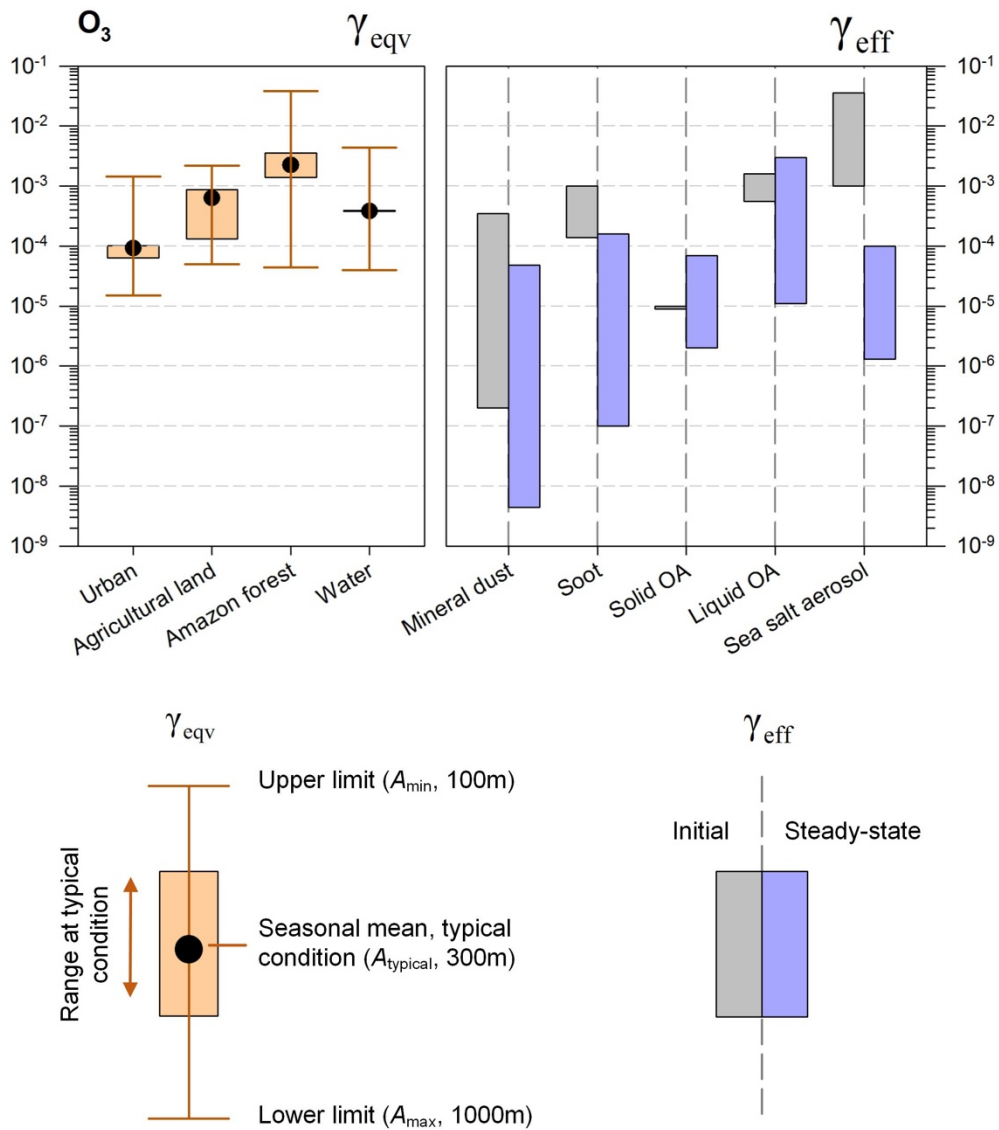 O₃ γeqv γeff
10⁻¹ 10⁻¹
10⁻² 10⁻²
10⁻³ 10⁻³
10⁻⁴ 10⁻⁴
10⁻⁵ 10⁻⁵
10⁻⁶ 10⁻⁶
10⁻⁷ 10⁻⁷
10⁻⁸ 10⁻⁸
10⁻⁹ 10⁻⁹
Urban
Agricultural land
Amazon forest
Water
Mineral dust
Soot
Solid OA
Liquid OA
Sea salt aerosol
γeqv
Upper limit (Amin, 100m)
Range at typical
condition
Seasonal mean, typical
condition (Atypical, 300m)
Lower limit (Amax, 1000m)
γeff
Initial Steady-state